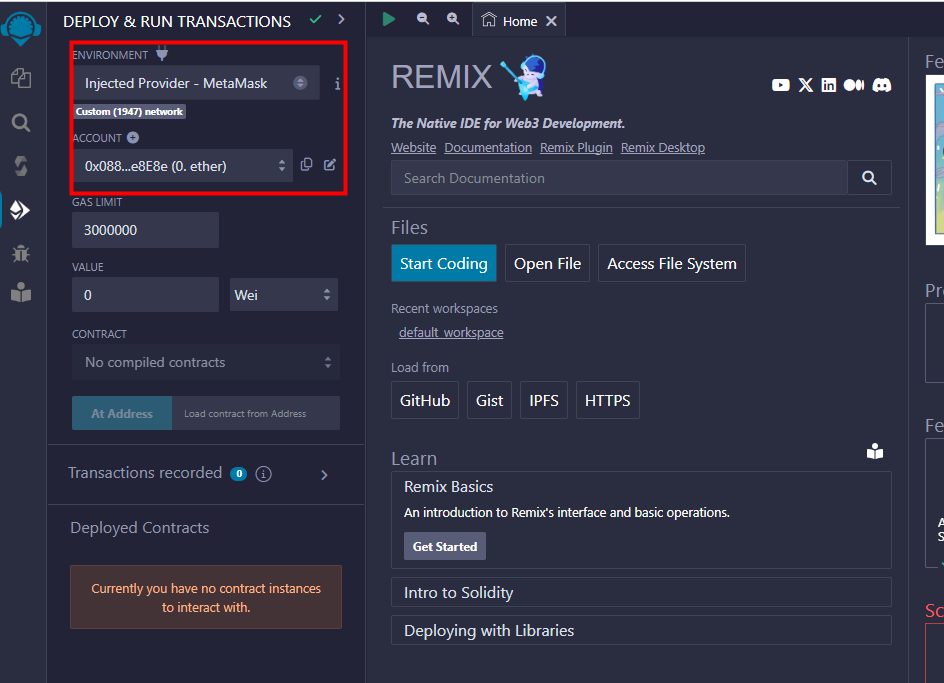 DEPLOY & RUN TRANSACTIONS
ENVIRONMENT
Injected Provider - MetaMask
Custom (1947) network
ACCOUNT
0x088...e8E8e (0. ether)
GAS LIMIT
3000000
VALUE
0
Wei
CONTRACT
No compiled contracts
At Address
Load contract from Address
Transactions recorded 0
Deployed Contracts
Currently you have no contract instances
to interact with.
Home
REMIX
The Native IDE for Web3 Development.
Website Documentation Remix Plugin Remix Desktop
Search Documentation
Files
Start Coding Open File Access File System
Recent workspaces
default_workspace
Load from
GitHub Gist IPFS HTTPS
Learn
Remix Basics
An introduction to Remix's interface and basic operations.
Get Started
Intro to Solidity
Deploying with Libraries
Fe
Pr
Fe
A
S
Sc